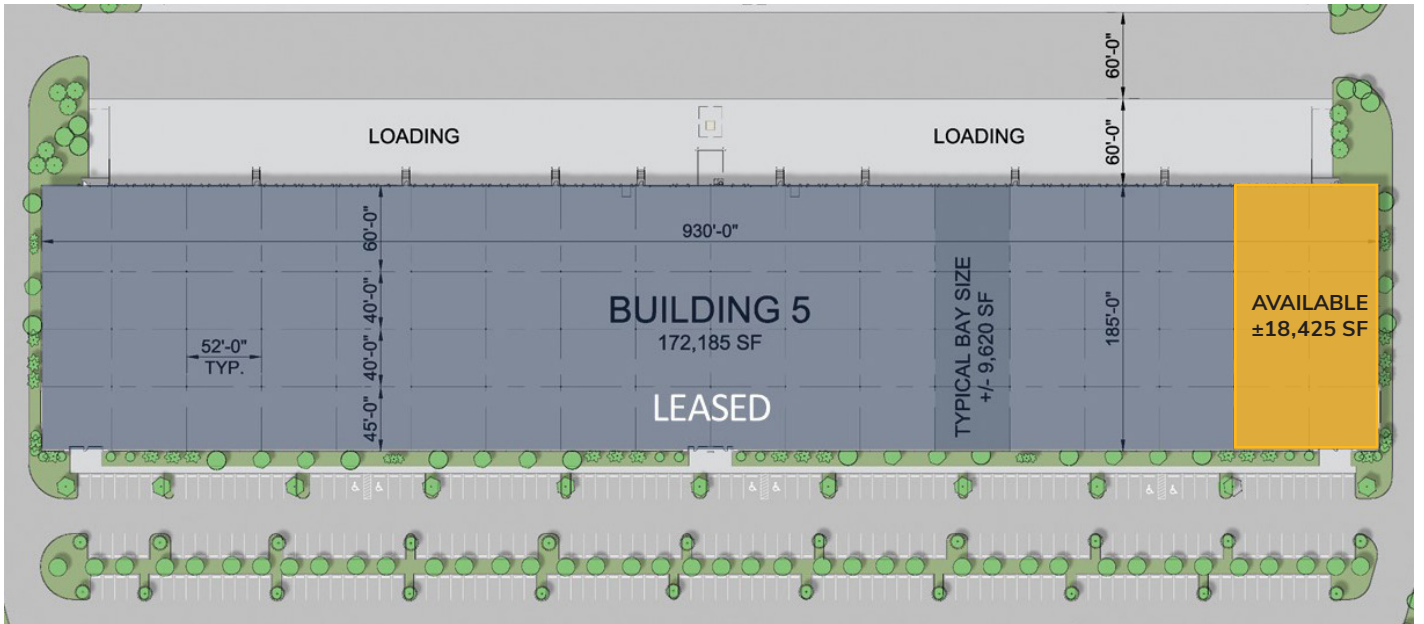 60'-0"
LOADING
LOADING
60'-0"
930'-0"
60'-0"
40'-0"
40'-0"
45'-0"
52'-0"
TYP.
BUILDING 5
172,185 SF
LEASED
TYPICAL BAY SIZE
+/- 9,620 SF
185'-0"
AVAILABLE
±18,425 SF